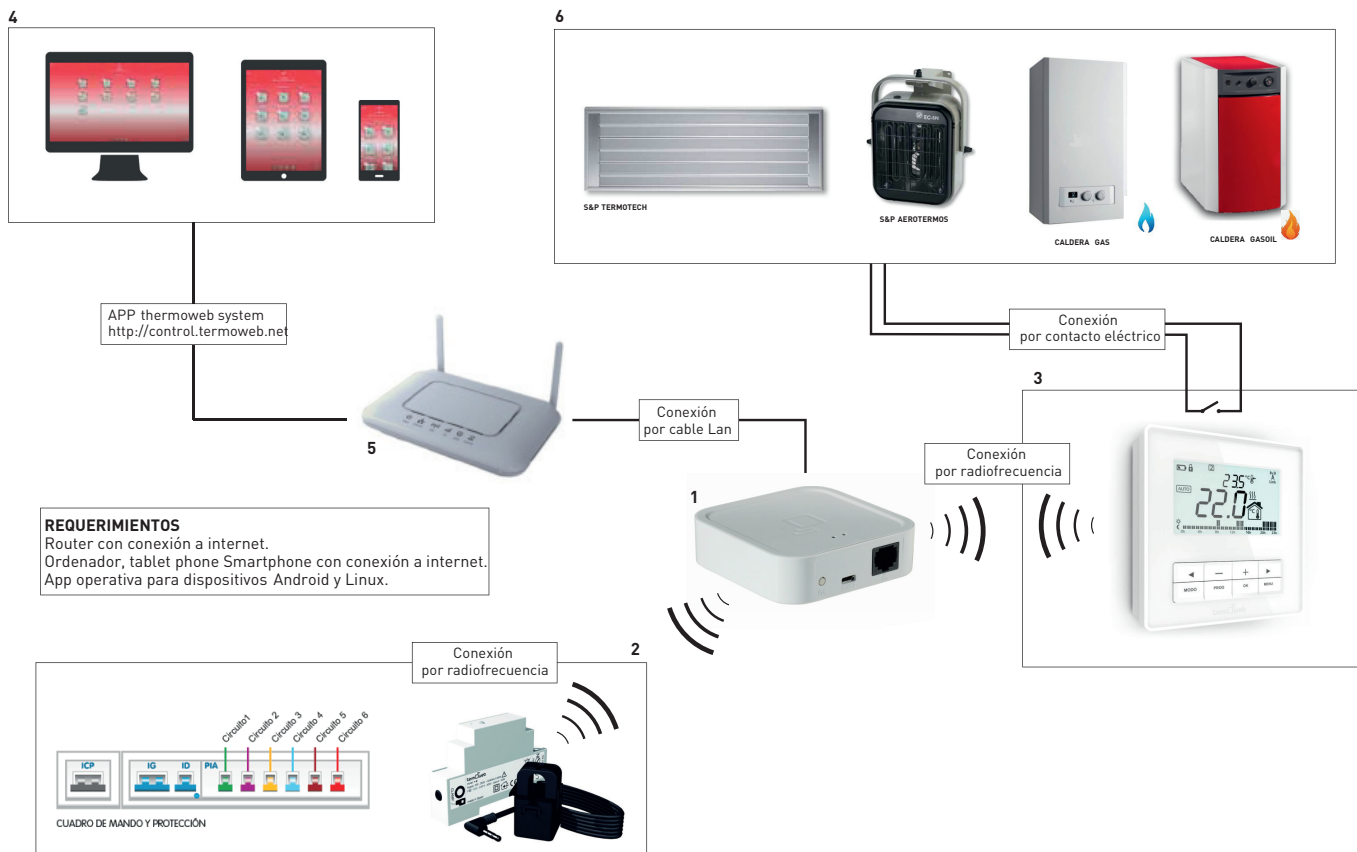 4
6
S&P TERMOTECH
S&P AEROTERMOS
CALDERA GAS
CALDERA GASOIL
APP thermoweb system
http://control.termoweb.net
Conexión
por contacto eléctrico
3
5
Conexión
por cable Lan
Conexión
por radiofrecuencia
1
23.5
AUTO
22.0
MODO
PROG
OK
MENU
REQUERIMIENTOS
Router con conexión a internet.
Ordenador, tablet phone Smartphone con conexión a internet.
App operativa para dispositivos Android y Linux.
2
Conexión
por radiofrecuencia
Circuito1
Circuito 2
Circuito 3
Circuito 4
Circuito 5
Circuito 6
ICP
IG
ID
PIA
CUADRO DE MANDO Y PROTECCIÓN